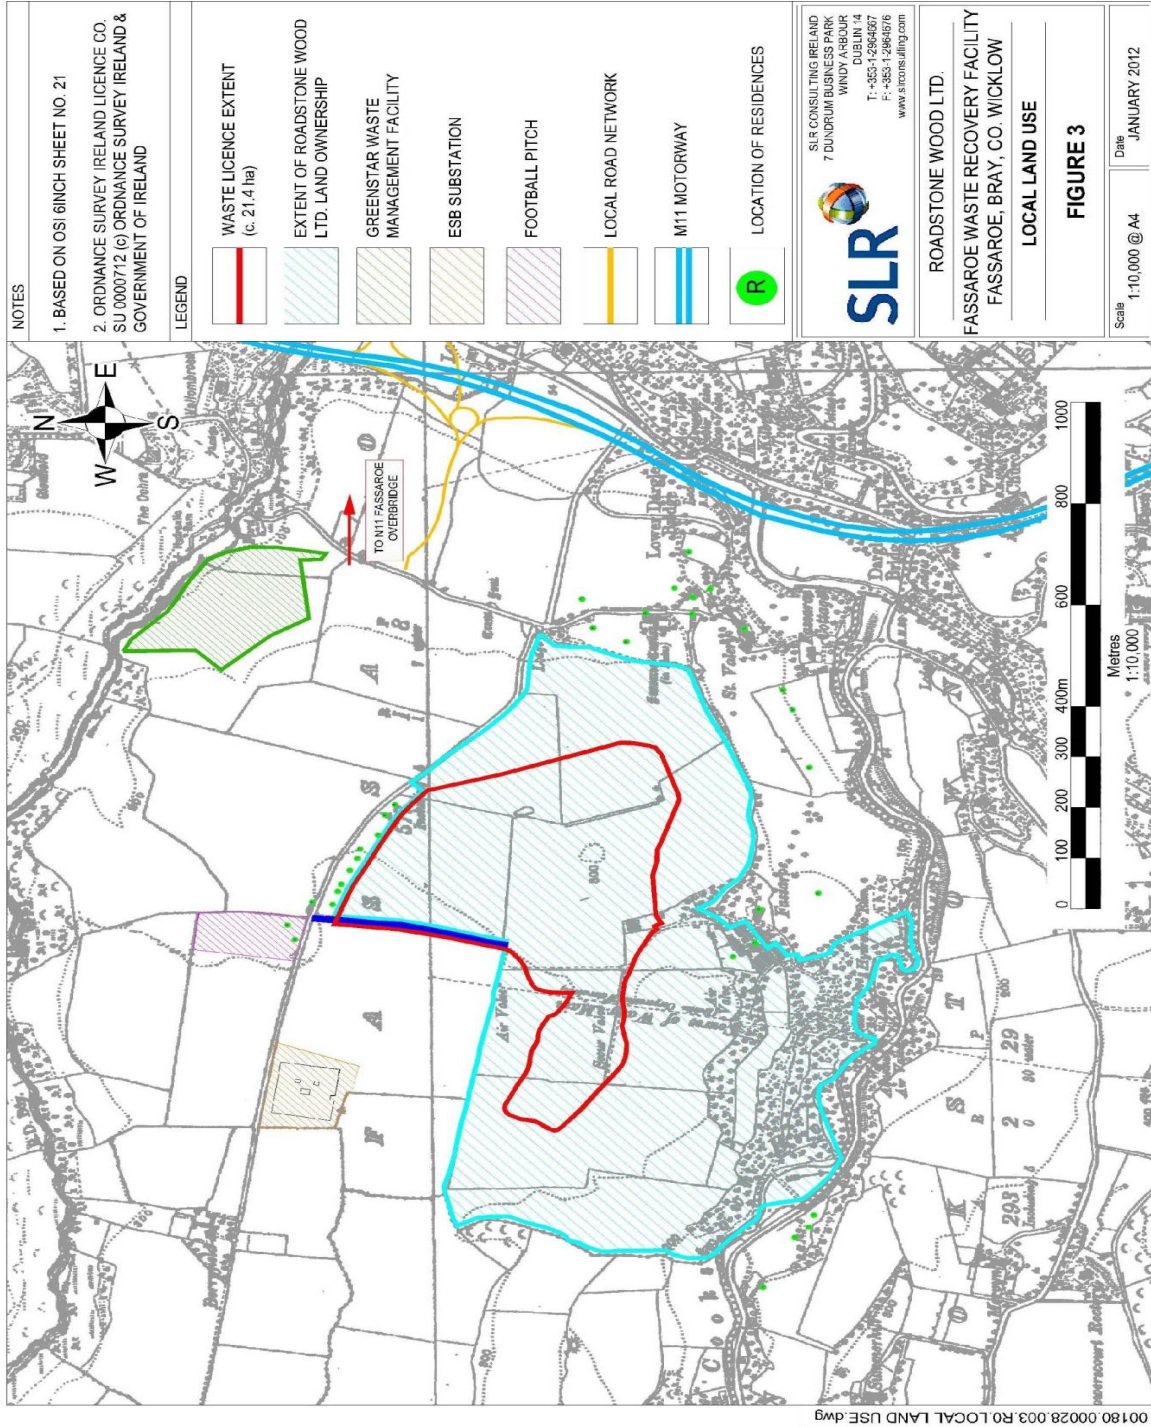 NOTES
1. BASED ON OSI 6INCH SHEET NO. 21
2. ORDNANCE SURVEY IRELAND LICENCE CO.
SU 0000712 (c) ORDNANCE SURVEY IRELAND &
GOVERNMENT OF IRELAND
LEGEND
WASTE LICENCE EXTENT
(c. 21.4 ha)
EXTENT OF ROADSTONE WOOD
LTD. LAND OWNERSHIP
GREENSTAR WASTE
MANAGEMENT FACILITY
ESB SUBSTATION
FOOTBALL PITCH
LOCAL ROAD NETWORK
M11 MOTORWAY
R
LOCATION OF RESIDENCES
SLR
SLR CONSULTING IRELAND
7 DUNDRUM BUSINESS PARK
WINDY ARBOUR
DUBLIN 14
T: +353-1-2964667
F: +353-1-2964676
www.slrconsulting.com
ROADSTONE WOOD LTD.
FASSAROE WASTE RECOVERY FACILITY
FASSAROE, BRAY, CO. WICKLOW
LOCAL LAND USE
FIGURE 3
Scale
1:10,000 @ A4
Date
JANUARY 2012
N
W
E
S
TO N11 FASSAROE
OVERBRIDGE
F A S S A R O
Air Valve
300
0 100 200 300 400m 600 800 1000
Metres
1:10,000
00180.00028.003.R0.LOCAL LAND USE.dwg